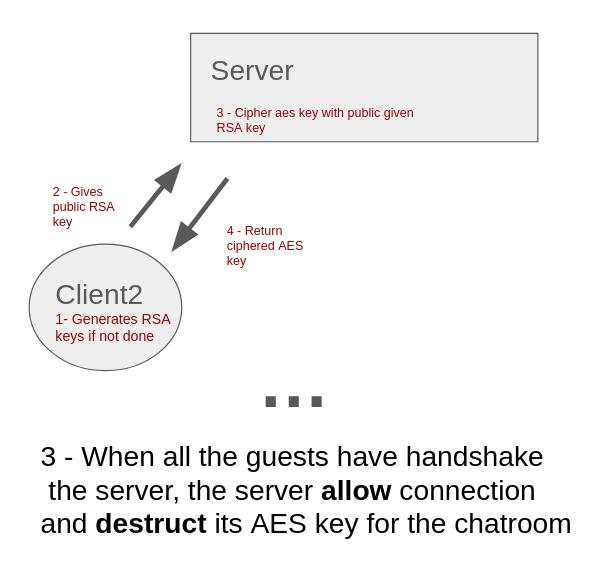 Server
3 - Cipher aes key with public given
RSA key
2 - Gives
public RSA
key
4 - Return
ciphered AES
key
Client2
1- Generates RSA
keys if not done
...
3 - When all the guests have handshake
the server, the server allow connection
and destruct its AES key for the chatroom